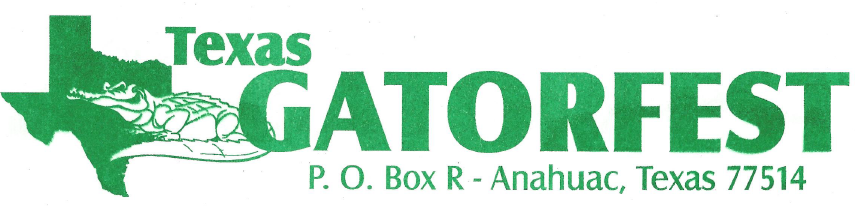 Texas
GATORFEST
P. O. Box R - Anahuac, Texas 77514